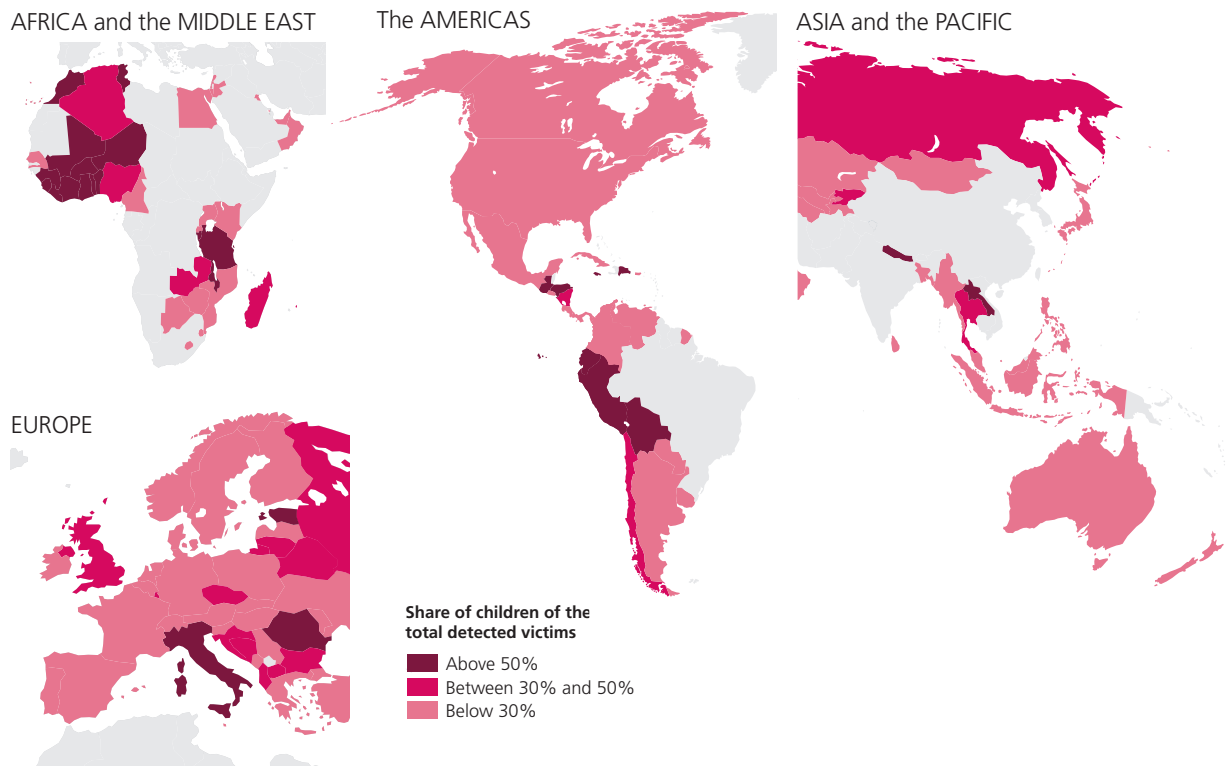 AFRICA and the MIDDLE EAST
The AMERICAS
ASIA and the PACIFIC
EUROPE
Share of children of the
total detected victims
Above 50%
Between 30% and 50%
Below 30%